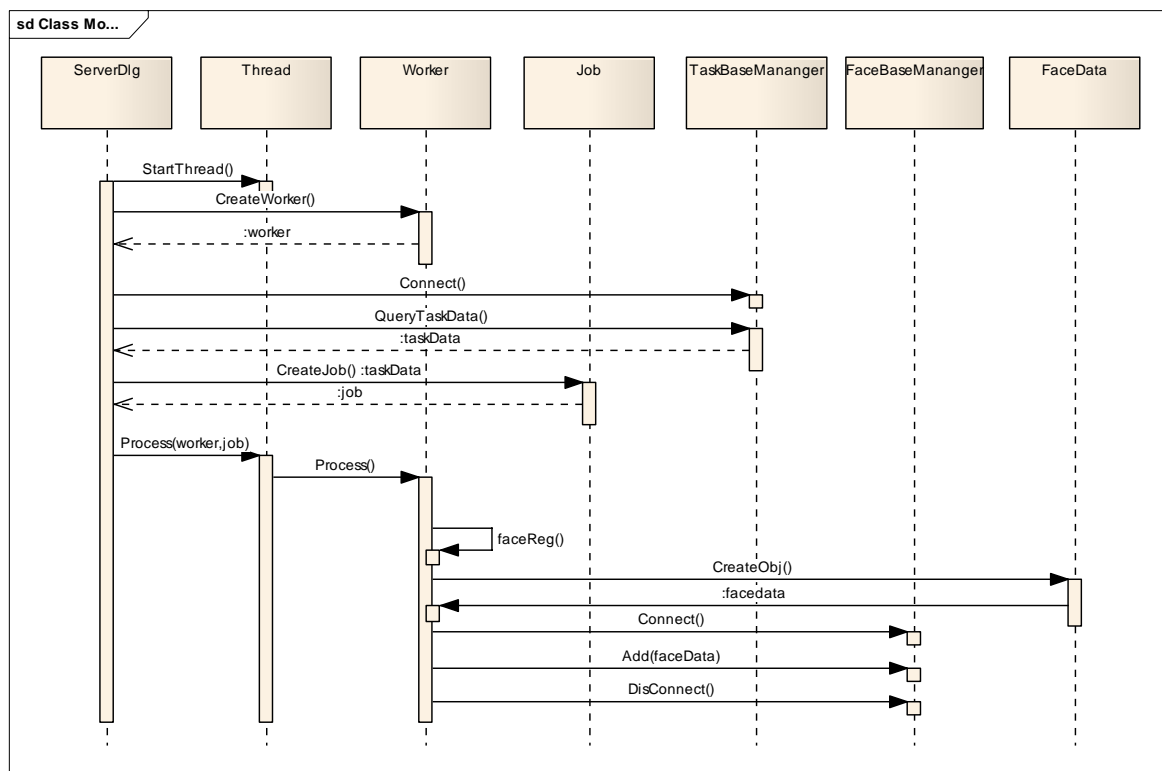 sd Class Mo...
ServerDlg
Thread
Worker
Job
TaskBaseMananger
FaceBaseMananger
FaceData
StartThread()
CreateWorker()
:worker
Connect()
QueryTaskData()
:taskData
CreateJob() :taskData
:job
Process(worker,job)
Process()
faceReg()
CreateObj()
:facedata
Connect()
Add(faceData)
DisConnect()